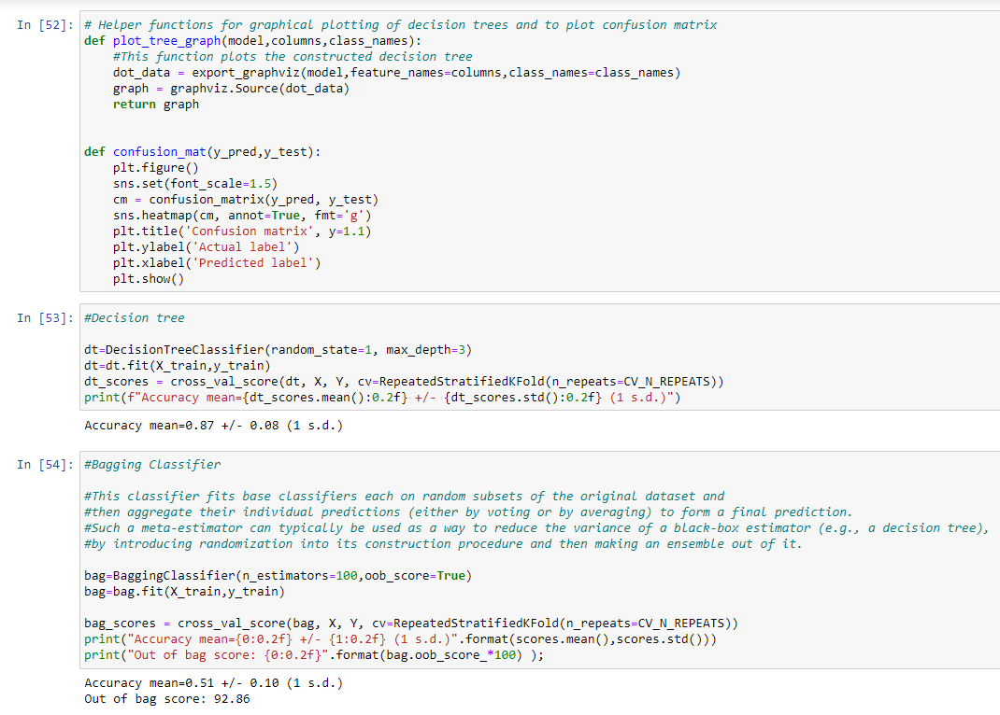 In [52]: # Helper functions for graphical plotting of decision trees and to plot confusion matrix
def plot_tree_graph(model,columns,class_names):
    #This function plots the constructed decision tree
    dot_data = export_graphviz(model,feature_names=columns,class_names=class_names)
    graph = graphviz.Source(dot_data)
    return graph
def confusion_mat(y_pred,y_test):
    plt.figure()
    sns.set(font_scale=1.5)
    cm = confusion_matrix(y_pred, y_test)
    sns.heatmap(cm, annot=True, fmt='g')
    plt.title('Confusion matrix', y=1.1)
    plt.ylabel('Actual label')
    plt.xlabel('Predicted label')
    plt.show()
In [53]: #Decision tree
dt=DecisionTreeClassifier(random_state=1, max_depth=3)
dt=dt.fit(X_train,y_train)
dt_scores = cross_val_score(dt, X, Y, cv=RepeatedStratifiedKFold(n_repeats=CV_N_REPEATS))
print(f"Accuracy mean={dt_scores.mean():0.2f} +/- {dt_scores.std():0.2f} (1 s.d.)")
Accuracy mean=0.87 +/- 0.08 (1 s.d.)
In [54]: #Bagging Classifier
#This classifier fits base classifiers each on random subsets of the original dataset and
#then aggregate their individual predictions (either by voting or by averaging) to form a final prediction.
#Such a meta-estimator can typically be used as a way to reduce the variance of a black-box estimator (e.g., a decision tree),
#by introducing randomization into its construction procedure and then making an ensemble out of it.
bag=BaggingClassifier(n_estimators=100,oob_score=True)
bag=bag.fit(X_train,y_train)
bag_scores = cross_val_score(bag, X, Y, cv=RepeatedStratifiedKFold(n_repeats=CV_N_REPEATS))
print("Accuracy mean={0:0.2f} +/- {1:0.2f} (1 s.d.)".format(scores.mean(),scores.std()))
print("Out of bag score: {0:0.2f}".format(bag.oob_score_*100) );
Accuracy mean=0.51 +/- 0.10 (1 s.d.)
Out of bag score: 92.86